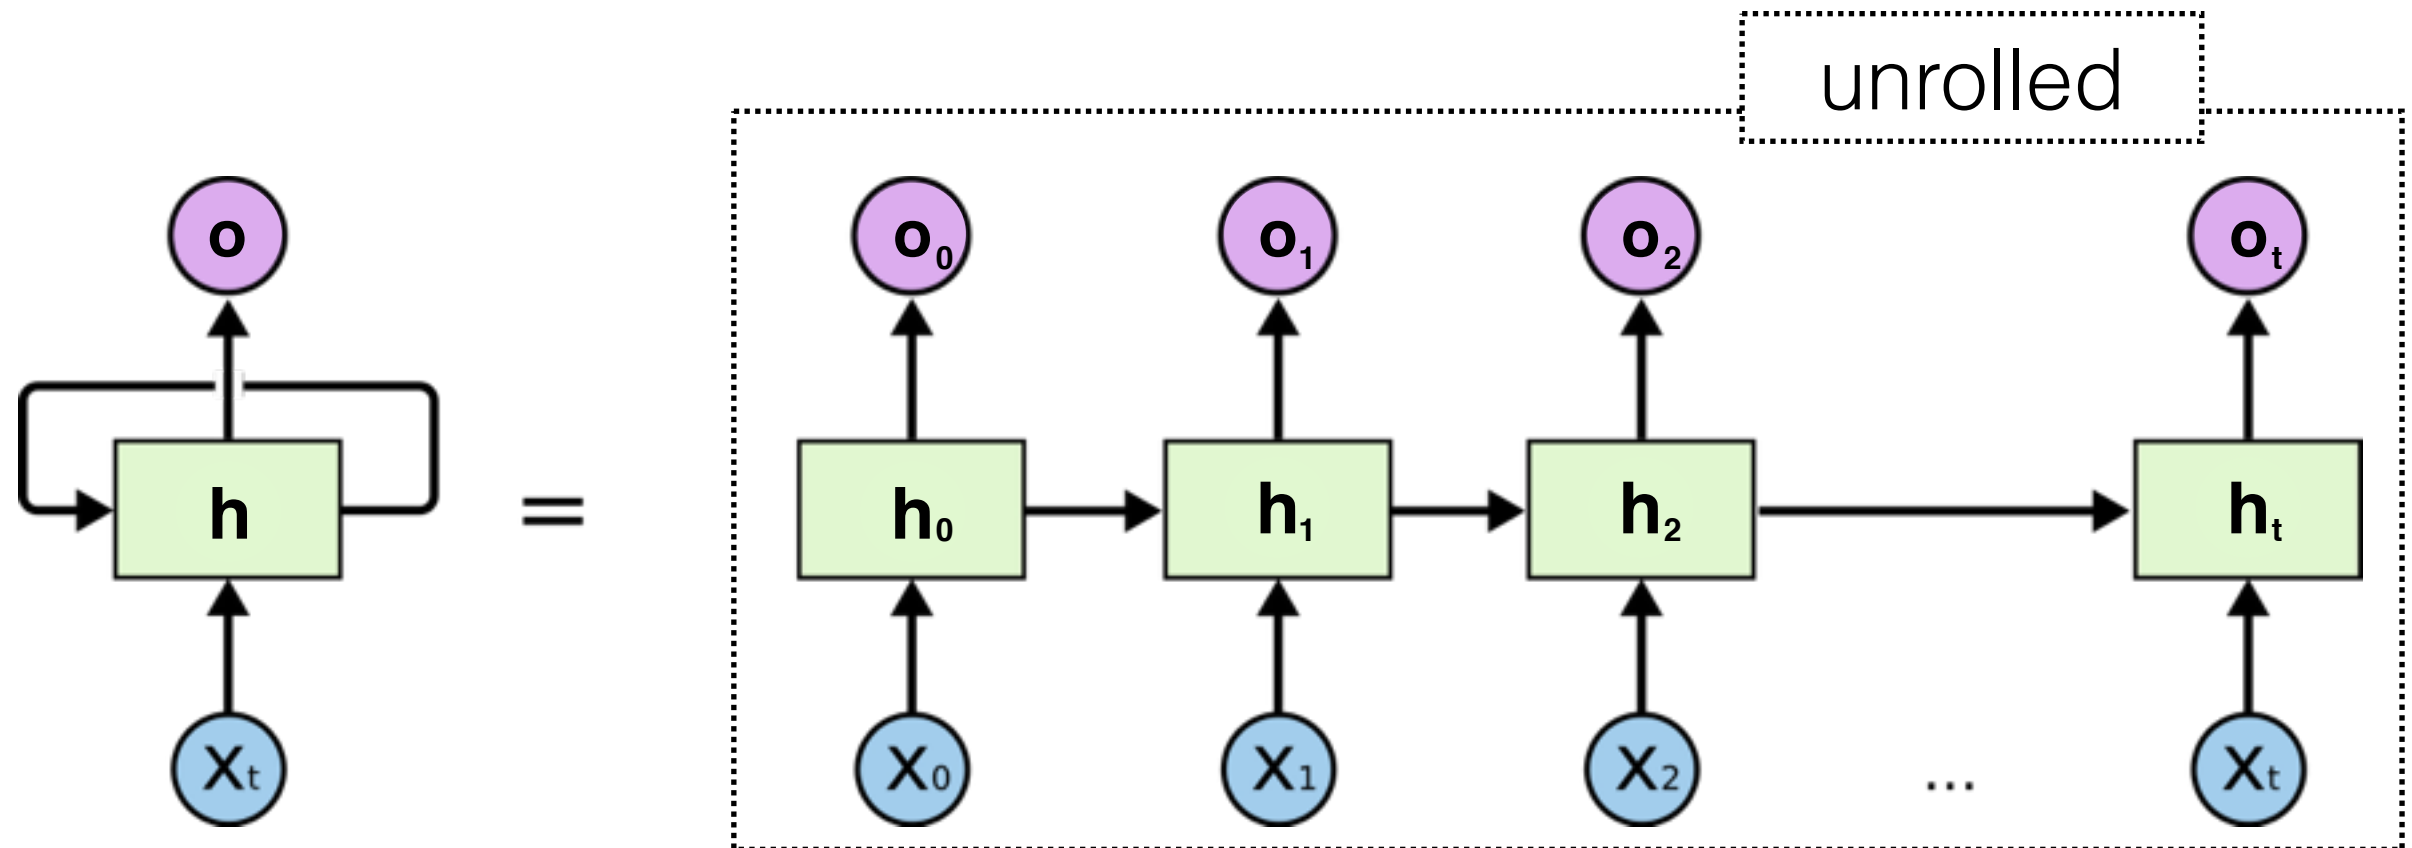 unrolled
o o₀ o₁ o₂ oₜ
h = h₀ h₁ h₂ hₜ
Xₜ X₀ X₁ X₂ ... Xₜ